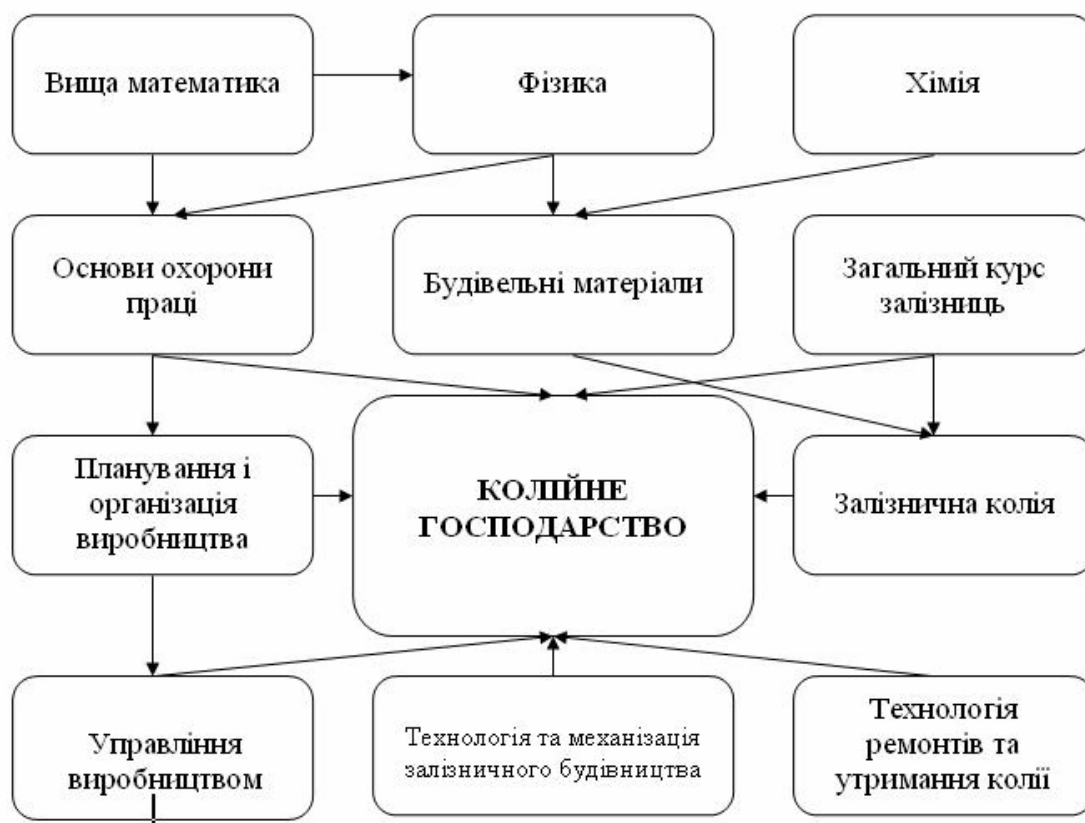 Вища математика
Фізика
Хімія
Основи охорони
праці
Будівельні матеріали
Загальний курс
залізниць
Планування і
організація
виробництва
КОЛІЙНЕ
ГОСПОДАРСТВО
Залізнична колія
Управління
виробництвом
Технологія та механізація
залізничного будівництва
Технологія
ремонтів та
утримання колії